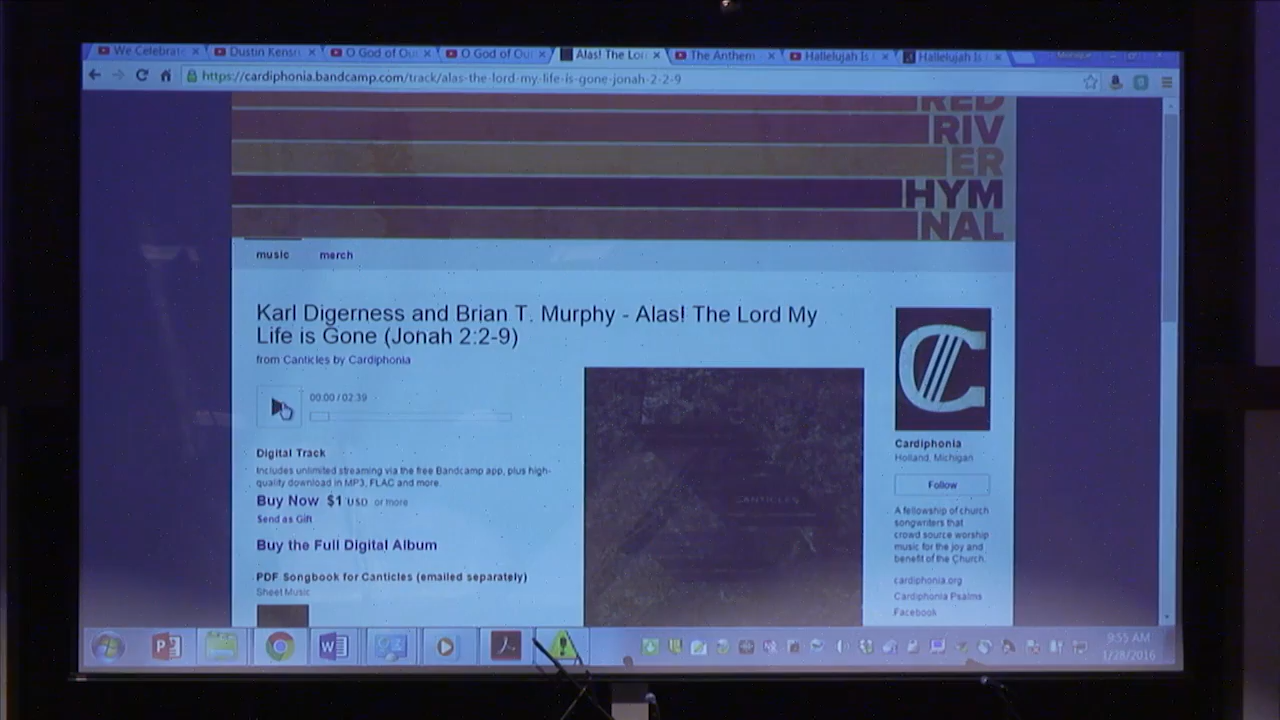 We Celebrat
Dustin Kensri
O God of Our
O God of Our
Alas! The Lor
The Anthem
Hallelujah Is
Hallelujah Is
https://cardiphonia.bandcamp.com/track/alas-the-lord-my-life-is-gone-jonah-2-2-9
RED
RIV
ER
HYM
NAL
music
merch
Karl Digerness and Brian T. Murphy - Alas! The Lord My
Life is Gone (Jonah 2:2-9)
from Canticles by Cardiphonia
00:00 / 02:39
Digital Track
Includes unlimited streaming via the free Bandcamp app, plus high-
quality download in MP3, FLAC and more.
Buy Now $1 USD or more
Send as Gift
Buy the Full Digital Album
PDF Songbook for Canticles (emailed separately)
Sheet Music
CANTICLES
Cardiphonia
Holland, Michigan
Follow
A fellowship of church
songwriters that
crowd source worship
music for the joy and
benefit of the Church.
cardiphonia.org
Cardiphonia Psalms
Facebook
9:55 AM
1/28/2016